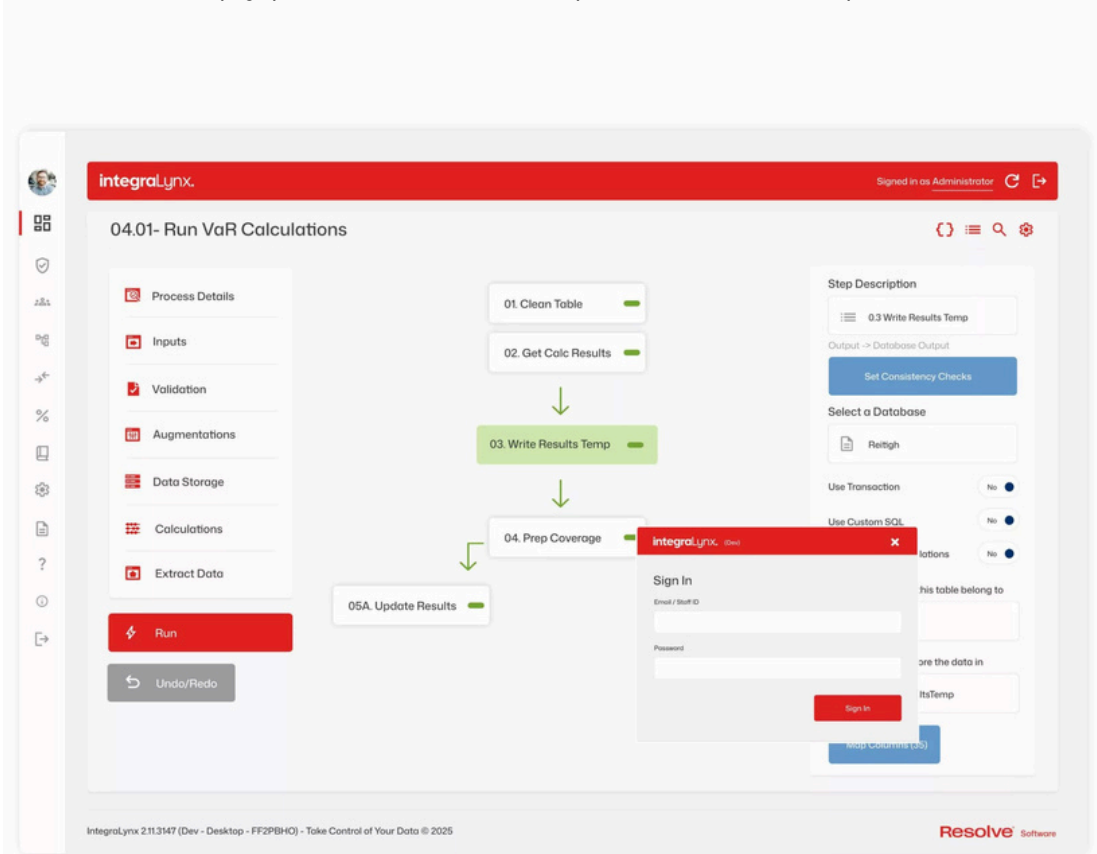 integraLynx.
Signed in as Administrator
04.01- Run VaR Calculations
Process Details
Inputs
Validation
Augmentations
Data Storage
Calculations
Extract Data
Run
Undo/Redo
01. Clean Table
02. Get Calc Results
03. Write Results Temp
04. Prep Coverage
05A. Update Results
Step Description
0.3 Write Results Temp
Output -> Database Output
Set Consistency Checks
Select a Database
Reitigh
Use Transaction No
Use Custom SQL No
lations No
his table belong to
ore the data in
ltsTemp
Map Columns (35)
integraLynx. (Dev)
Sign In
Email / Staff ID
Password
Sign In
IntegraLynx 2.11.3147 (Dev - Desktop - FF2PBHO) - Take Control of Your Data © 2025
Resolve Software